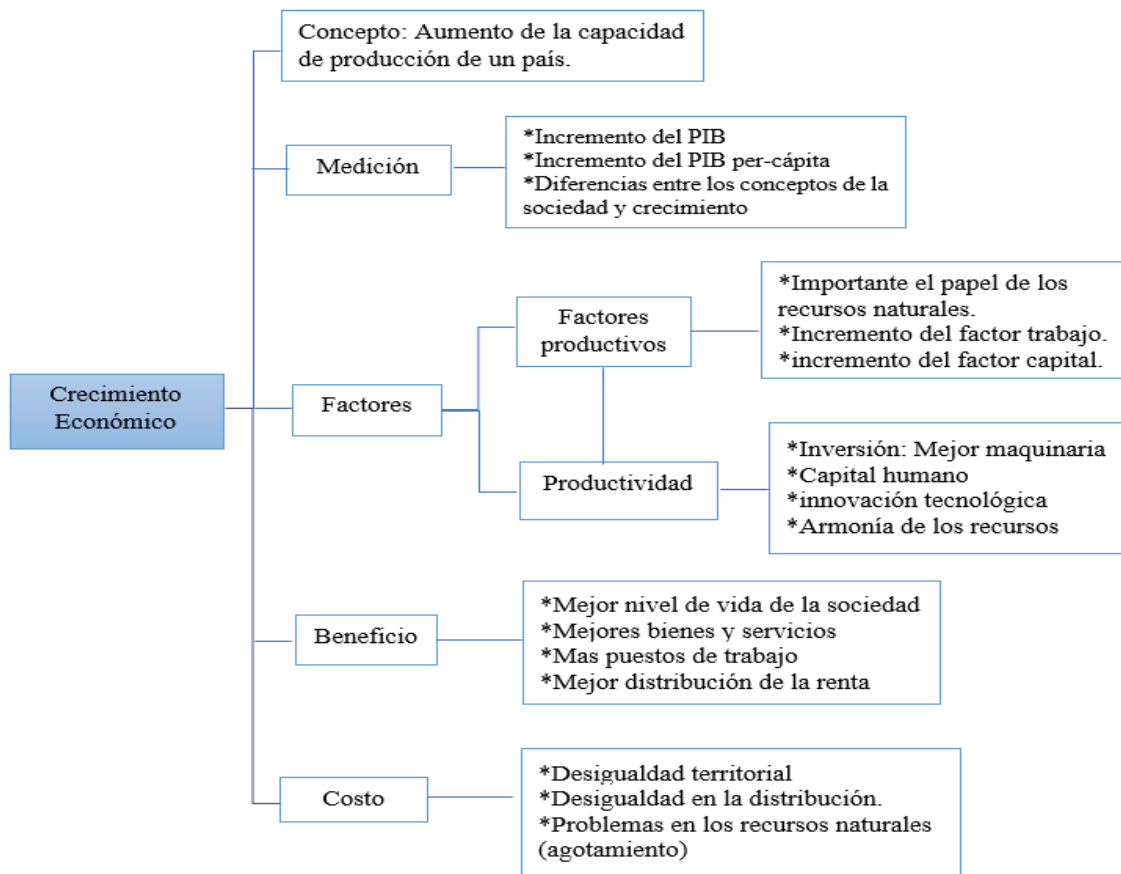 Concepto: Aumento de la capacidad
de producción de un país.
Medición
*Incremento del PIB
*Incremento del PIB per-cápita
*Diferencias entre los conceptos de la
sociedad y crecimiento
Crecimiento
Económico
Factores
Factores
productivos
*Importante el papel de los
recursos naturales.
*Incremento del factor trabajo.
*incremento del factor capital.
Productividad
*Inversión: Mejor maquinaria
*Capital humano
*innovación tecnológica
*Armonía de los recursos
Beneficio
*Mejor nivel de vida de la sociedad
*Mejores bienes y servicios
*Mas puestos de trabajo
*Mejor distribución de la renta
Costo
*Desigualdad territorial
*Desigualdad en la distribución.
*Problemas en los recursos naturales
(agotamiento)